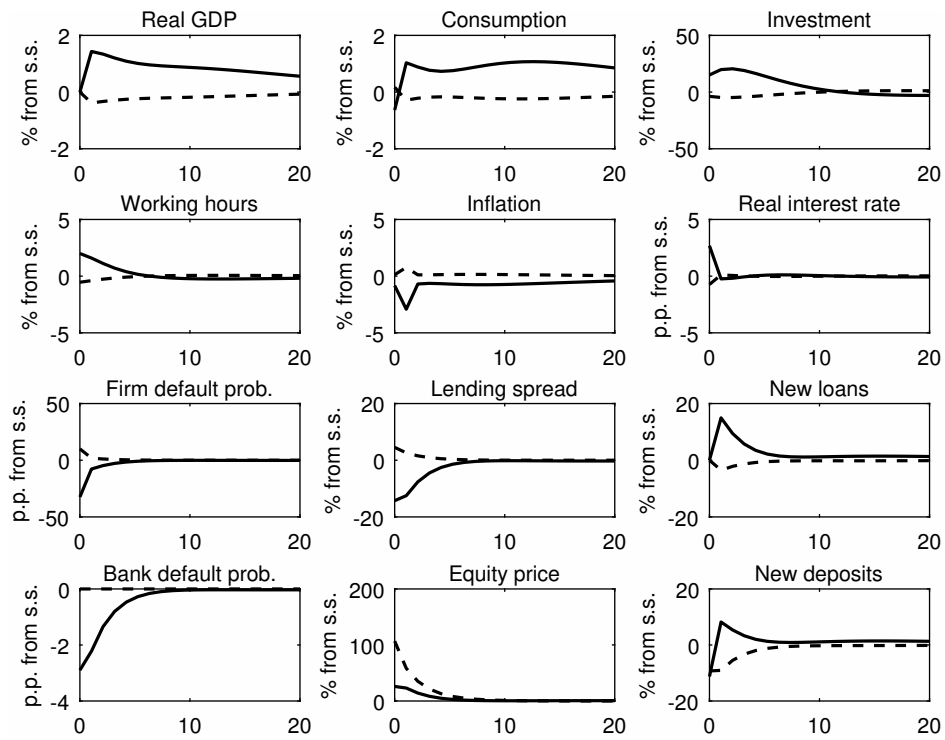 Real GDP
% from s.s.
2
0
-2
0 10 20
Consumption
% from s.s.
2
0
-2
0 10 20
Investment
% from s.s.
50
0
-50
0 10 20
Working hours
% from s.s.
5
0
-5
0 10 20
Inflation
% from s.s.
5
0
-5
0 10 20
Real interest rate
p.p. from s.s.
5
0
-5
0 10 20
Firm default prob.
p.p. from s.s.
50
0
-50
0 10 20
Lending spread
% from s.s.
20
0
-20
0 10 20
New loans
% from s.s.
20
0
-20
0 10 20
Bank default prob.
p.p. from s.s.
0
-2
-4
0 10 20
Equity price
% from s.s.
200
100
0
0 10 20
New deposits
% from s.s.
20
0
-20
0 10 20